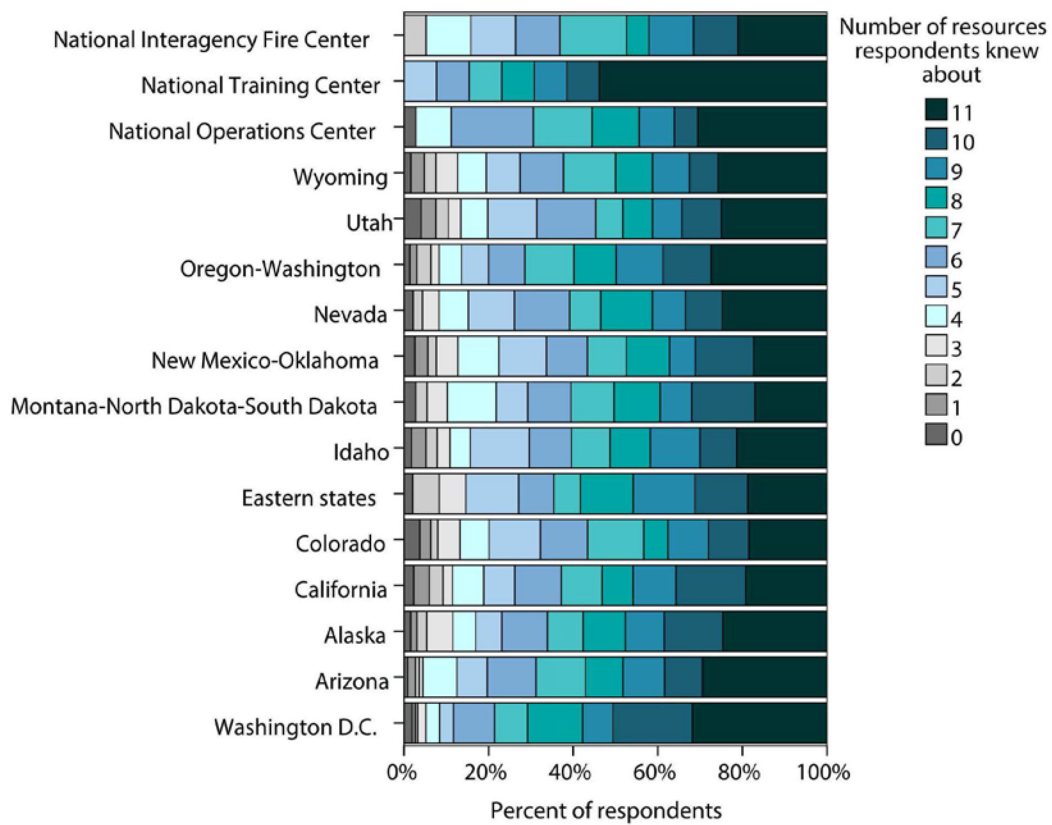 Number of resources
respondents knew
about
11
10
9
8
7
6
5
4
3
2
1
0
National Interagency Fire Center
National Training Center
National Operations Center
Wyoming
Utah
Oregon-Washington
Nevada
New Mexico-Oklahoma
Montana-North Dakota-South Dakota
Idaho
Eastern states
Colorado
California
Alaska
Arizona
Washington D.C.
0% 20% 40% 60% 80% 100%
Percent of respondents